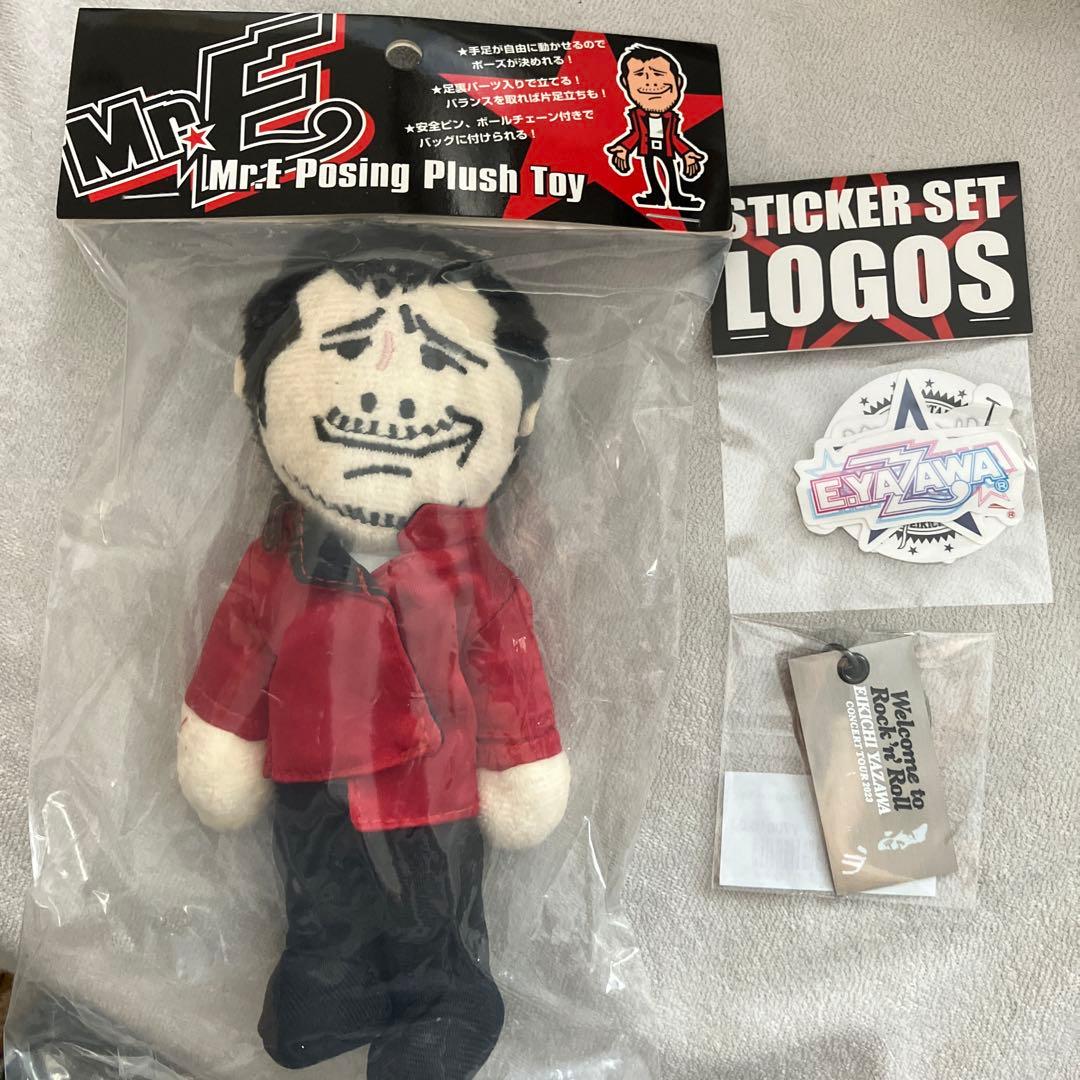 Mr.★E
★手足が自由に動かせるので
ポーズが決めれる！
★足裏パーツ入りで立てる！
バランスを取れば片足立ちも！
★安全ピン、ボールチェーン付きで
バッグに付けられる！
Mr.E Posing Plush Toy
STICKER SET
LOGOS
E.YAZAWA®
®
Welcome to
Rock 'n' Roll
EIKICHI YAZAWA
CONCERT TOUR 2023